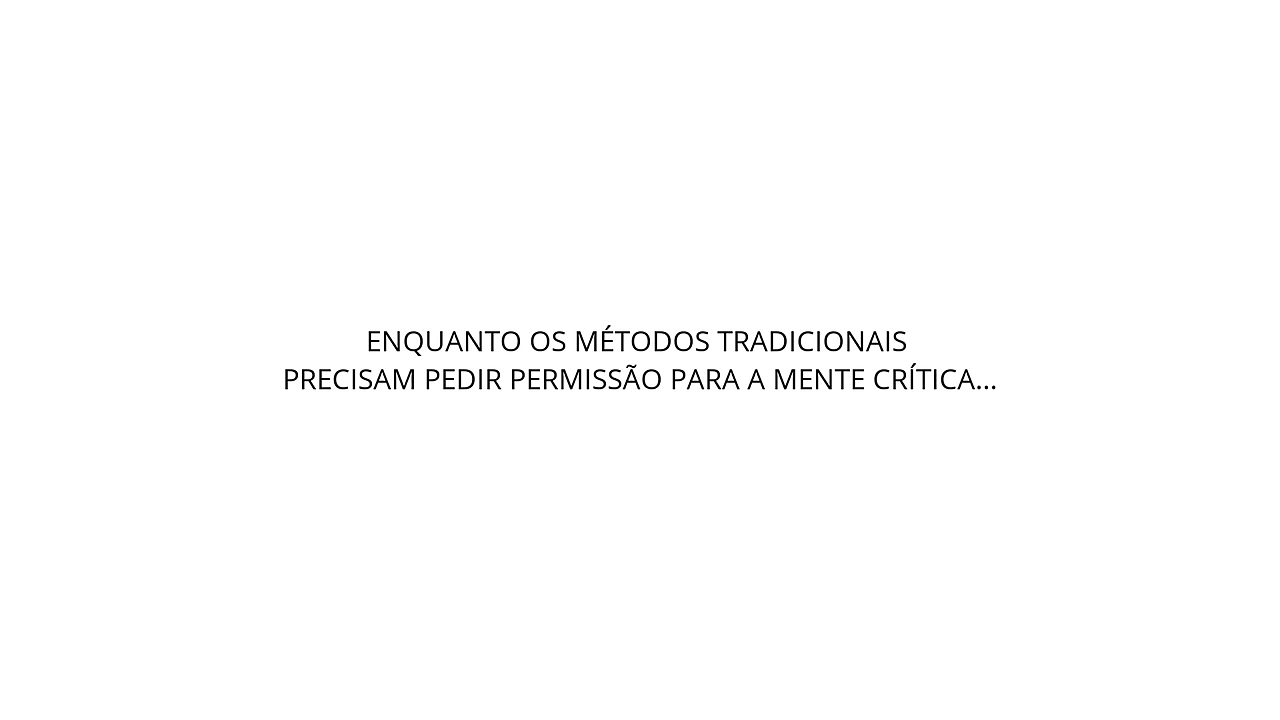 ENQUANTO OS MÉTODOS TRADICIONAIS
PRECISAM PEDIR PERMISSÃO PARA A MENTE CRÍTICA...